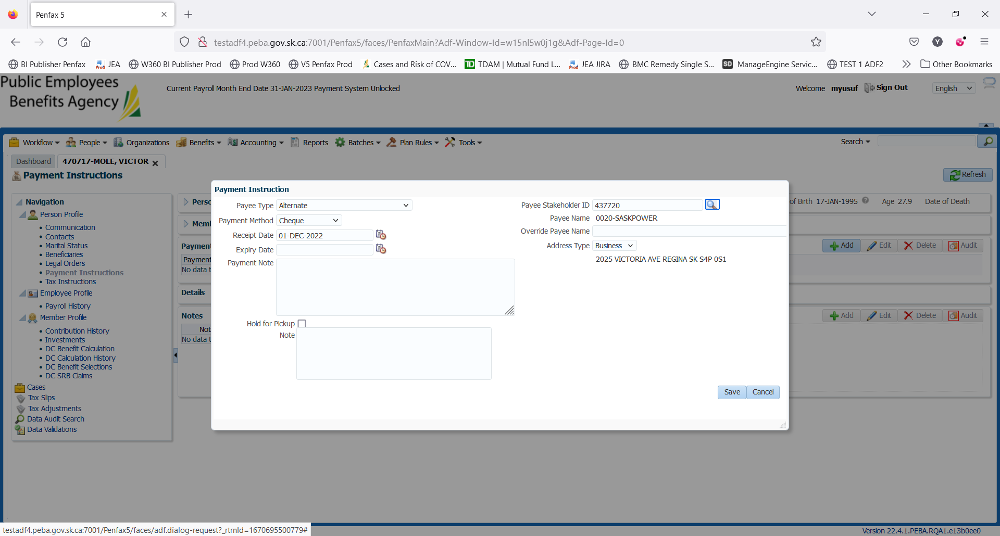 Penfax 5
testadf4.peba.gov.sk.ca:7001/Penfax5/faces/PenfaxMain?Adf-Window-Id=w15nl5w0j1g&Adf-Page-Id=0
Y
BI Publisher Penfax JEA W360 BI Publisher Prod Prod W360 V5 Penfax Prod Cases and Risk of COV... TDAM | Mutual Fund L... JEA JIRA BMC Remedy Single S... ManageEngine Servic... TEST 1 ADF2 Other Bookmarks
Public Employees
Benefits Agency
Current Payroll Month End Date 31-JAN-2023 Payment System Unlocked
Welcome myusuf Sign Out English
Workflow People Organizations Benefits Accounting Reports Batches Plan Rules Tools Search
Dashboard 470717-MOLE, VICTOR
Payment Instructions
Refresh
Navigation
Person Profile
Communication
Contacts
Marital Status
Beneficiaries
Legal Orders
Payment Instructions
Tax Instructions
Employee Profile
Payroll History
Member Profile
Contribution History
Investments
DC Benefit Calculation
DC Calculation History
DC Benefit Selections
DC SRB Claims
Cases
Tax Slips
Tax Adjustments
Data Audit Search
Data Validations
Perso
of Birth 17-JAN-1995 Age 27.9 Date of Death
Memb
Payment
Add Edit Delete Audit
Payment
No data t
Details
Notes
Add Edit Delete Audit
Not
No data t
Payment Instruction
Payee Type Alternate
Payment Method Cheque
Receipt Date 01-DEC-2022
Expiry Date
Payment Note
Hold for Pickup
Note
Payee Stakeholder ID 437720
Payee Name 0020-SASKPOWER
Override Payee Name
Address Type Business
2025 VICTORIA AVE REGINA SK S4P 0S1
Save Cancel
testadf4.peba.gov.sk.ca:7001/Penfax5/faces/adf.dialog-request?_rtrnId=1670695500779#
Version 22.4.1.PEBA.RQA1.e13b0ee0